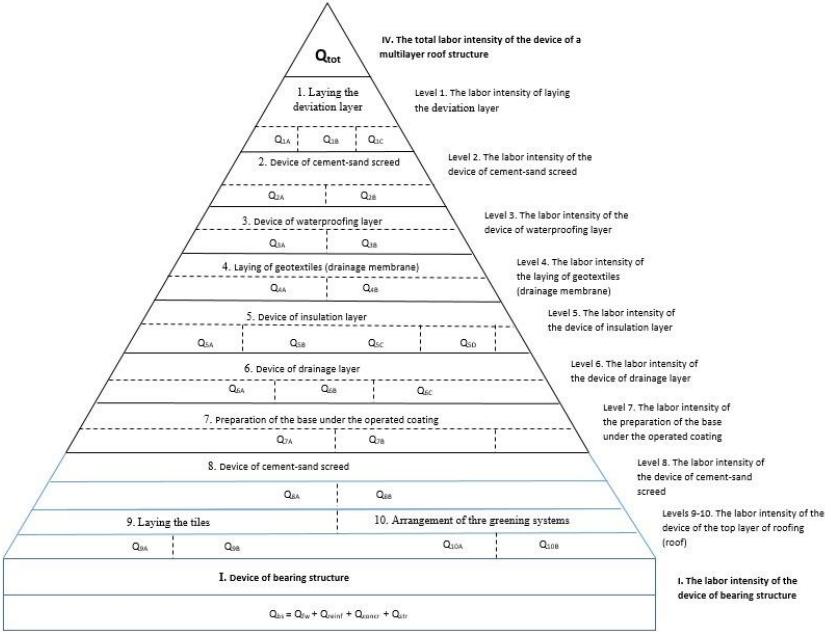 Qtot
IV. The total labor intensity of the device of a
multilayer roof structure
1. Laying the
deviation layer
Level 1. The labor intensity of laying
the deviation layer
Q1A Q1B Q1C
2. Device of cement-sand screed
Level 2. The labor intensity of the
device of cement-sand screed
Q2A Q2B
3. Device of waterproofing layer
Level 3. The labor intensity of the
device of waterproofing layer
Q3A Q3B
4. Laying of geotextiles (drainage membrane)
Level 4. The labor intensity of
the laying of geotextiles
(drainage membrane)
Q4A Q4B
5. Device of insulation layer
Level 5. The labor intensity of
the device of insulation layer
Q5A Q5B Q5C Q5D
6. Device of drainage layer
Level 6. The labor intensity of
the device of drainage layer
Q6A Q6B Q6C
7. Preparation of the base under the operated coating
Level 7. The labor intensity of
the preparation of the base
under the operated coating
Q7A Q7B
8. Device of cement-sand screed
Level 8. The labor intensity of
the device of cement-sand
screed
Q8A Q8B
9. Laying the tiles
10. Arrangement of thre greening systems
Levels 9-10. The labor intensity of the
device of the top layer of roofing
(roof)
Q9A Q9B Q10A Q10B
I. Device of bearing structure
I. The labor intensity of the
device of bearing structure
Qbs = Qfw + Qreinf + Qconcr + Qstr